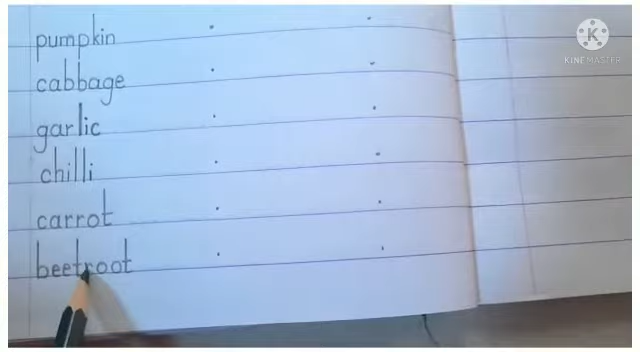 pumpkin
cabbage
garlic
chilli
carrot
beetroot
K
KINEMASTER